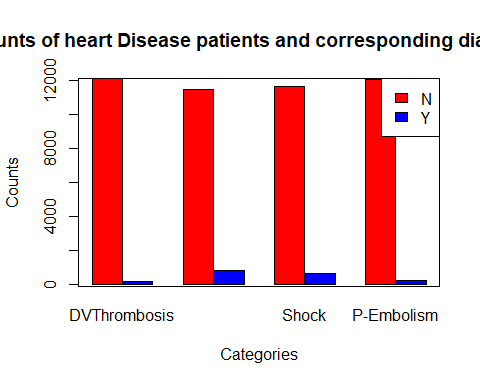 unts of heart Disease patients and corresponding dia
12000
8000
4000
0
Counts
N
Y
DVThrombosis
Shock
P-Embolism
Categories